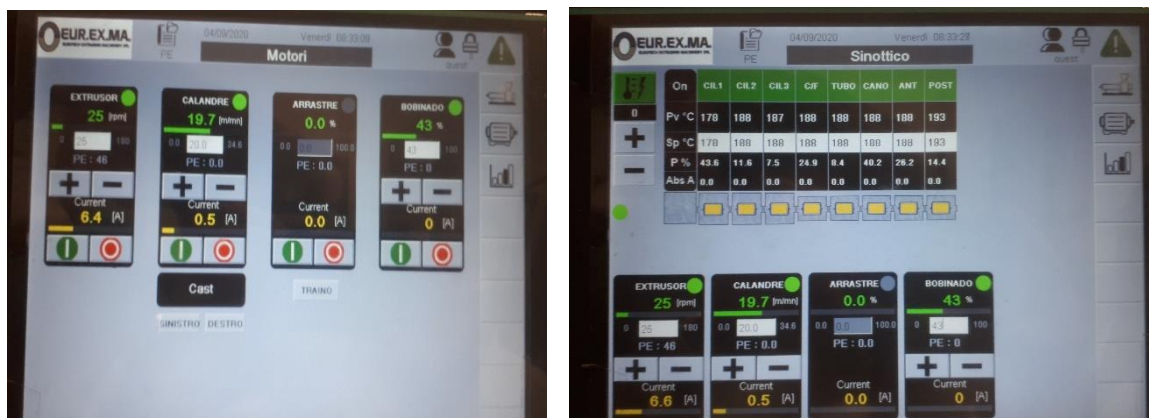 EUR.EX.MA.
PE
04/09/2020
Venerdì 08:33:09
Motori
guest
EXTRUSOR
25 [rpm]
0 25 180
PE : 46
Current
6.4 [A]
CALANDRE
19.7 [m/mn]
0.0 20.0 34.6
PE : 0.0
Current
0.5 [A]
ARRASTRE
0.0 %
0.0 0.0 100.0
PE : 0.0
Current
0.0 [A]
BOBINADO
43 %
0 43 100
PE : 0
Current
0 [A]
Cast
SINISTRO DESTRO
TRAINO
EUR.EX.MA.
PE
04/09/2020
Venerdì 08:33:29
Sinottico
guest
0
On CIL1 CIL2 CIL3 C/F TUBO CANO ANT POST
Pv °C 178 188 187 188 188 188 188 193
Sp °C 178 188 188 188 188 188 188 193
P % 43.6 11.6 7.5 24.9 8.4 40.2 26.2 14.4
Abs A 0.0 0.0 0.0 0.0 0.0 0.0 0.0 0.0
EXTRUSOR
25 [rpm]
0 25 180
PE : 46
Current
6.6 [A]
CALANDRE
19.7 [m/mn]
0.0 20.0 34.6
PE : 0.0
Current
0.5 [A]
ARRASTRE
0.0 %
0.0 0.0 100.0
PE : 0.0
Current
0.0 [A]
BOBINADO
43 %
0 43 100
PE : 0
Current
0 [A]